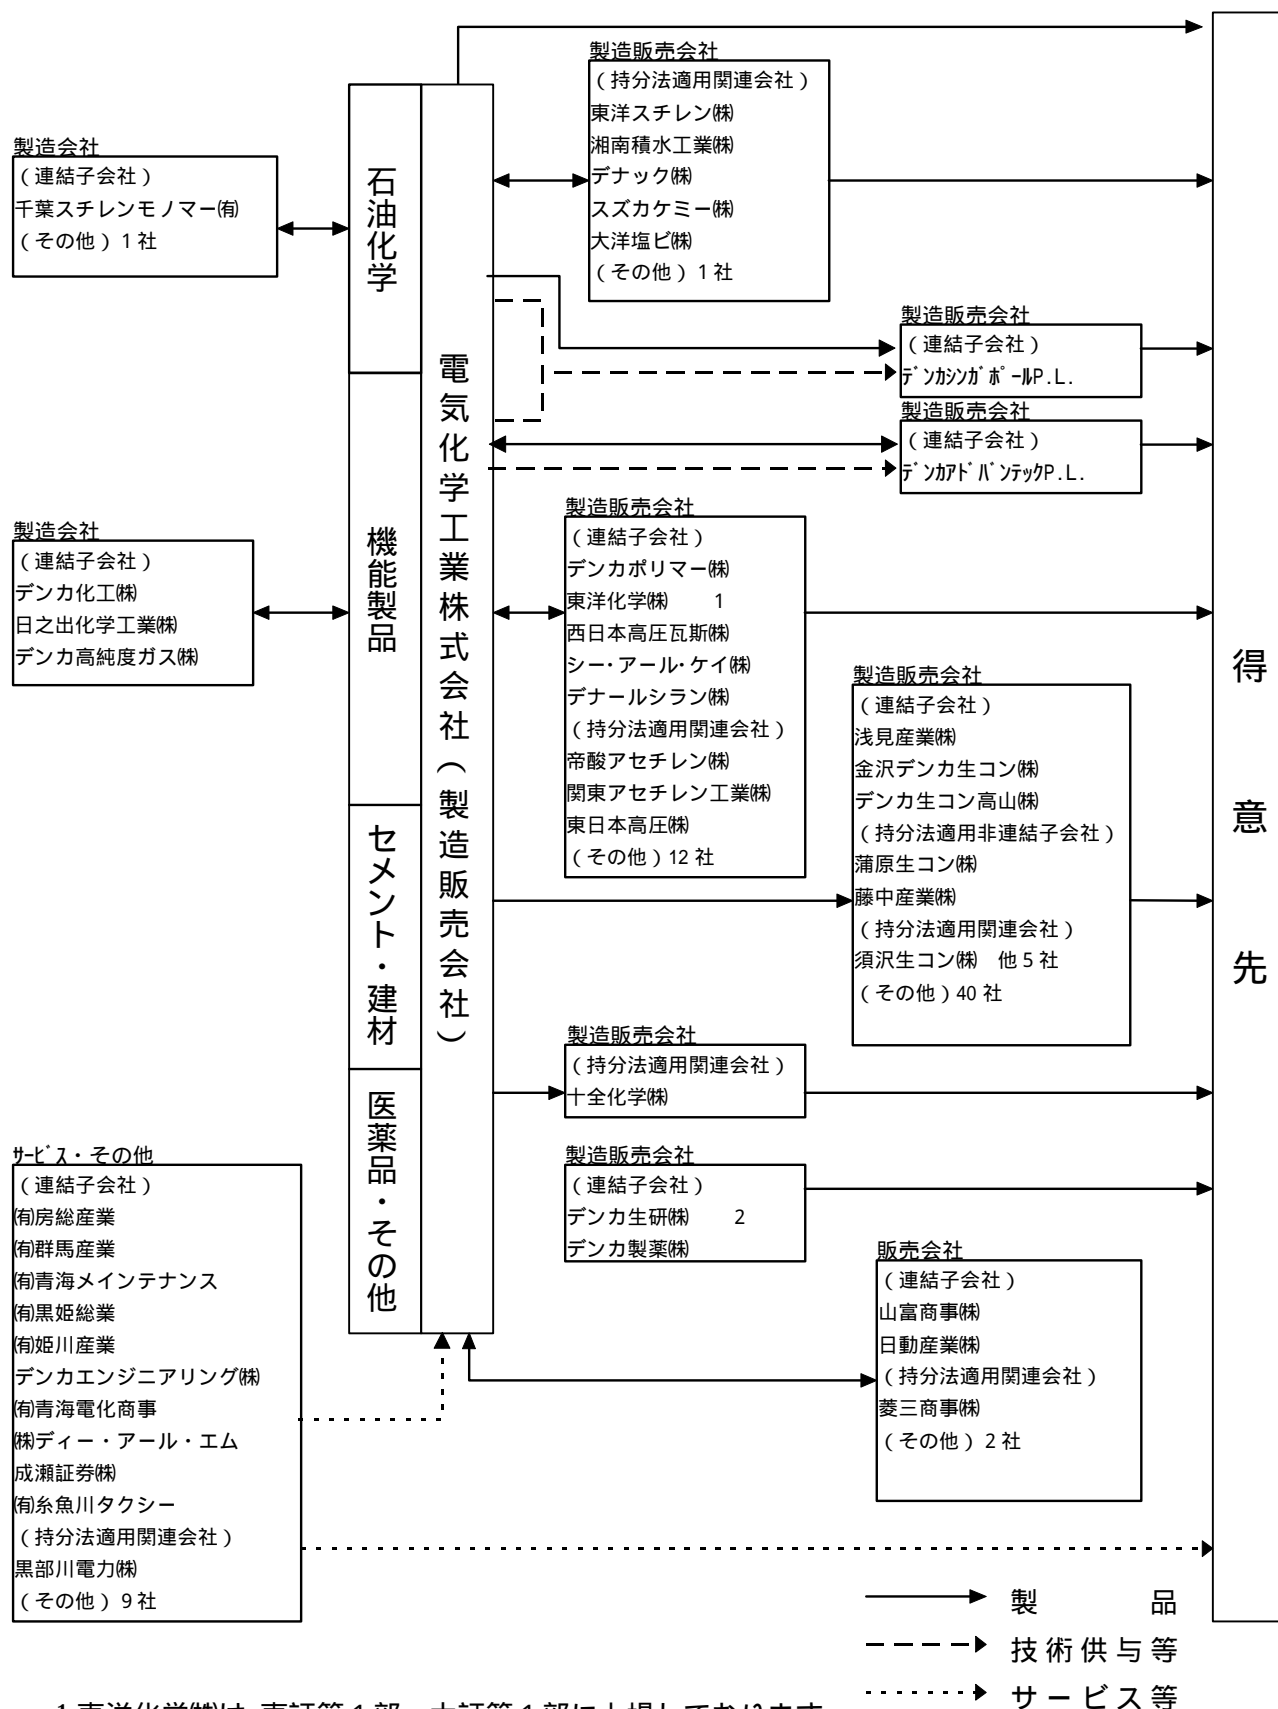 製造会社
（連結子会社）
千葉スチレンモノマー㈲
（その他）1社
製造会社
（連結子会社）
デンカ化工㈱
日之出化学工業㈱
デンカ高純度ガス㈱
サービス・その他
（連結子会社）
㈲房総産業
㈲群馬産業
㈲青海メインテナンス
㈲黒姫総業
㈲姫川産業
デンカエンジニアリング㈱
㈲青海電化商事
㈱ディー・アール・エム
成瀬証券㈱
㈲糸魚川タクシー
（持分法適用関連会社）
黒部川電力㈱
（その他）9社
石油化学
機能製品
セメント・建材
医薬品・その他
電気化学工業株式会社（製造販売会社）
製造販売会社
（持分法適用関連会社）
東洋スチレン㈱
湘南積水工業㈱
デナック㈱
スズカケミー㈱
大洋塩ビ㈱
（その他）1社
製造販売会社
（連結子会社）
デンカシンガポールP.L.
製造販売会社
（連結子会社）
デンカアドバンテックP.L.
製造販売会社
（連結子会社）
デンカポリマー㈱
東洋化学㈱ 1
西日本高圧瓦斯㈱
シー・アール・ケイ㈱
デナールシラン㈱
（持分法適用関連会社）
帝酸アセチレン㈱
関東アセチレン工業㈱
東日本高圧㈱
（その他）12社
製造販売会社
（連結子会社）
浅見産業㈱
金沢デンカ生コン㈱
デンカ生コン高山㈱
（持分法適用非連結子会社）
蒲原生コン㈱
藤中産業㈱
（持分法適用関連会社）
須沢生コン㈱ 他5社
（その他）40社
製造販売会社
（持分法適用関連会社）
十全化学㈱
製造販売会社
（連結子会社）
デンカ生研㈱ 2
デンカ製薬㈱
販売会社
（連結子会社）
山富商事㈱
日動産業㈱
（持分法適用関連会社）
菱三商事㈱
（その他）2社
得意先
製品
技術供与等
サービス等
1 東洋化学㈱は、東証第1部、大証第1部に上場しております